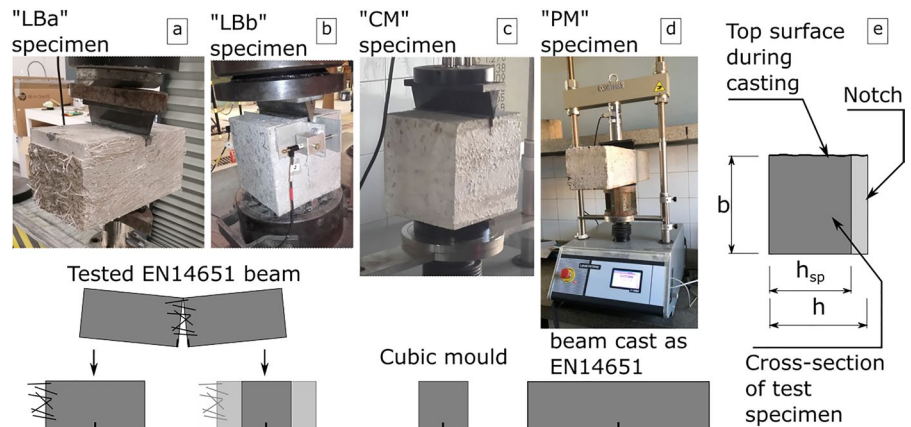 "LBa"
specimen
a
"LBb"
specimen
b
"CM"
specimen
c
"PM"
specimen
d
Top surface
during
casting
e
Notch
b
hsp
h
Cross-section
of test
specimen
Tested EN14651 beam
Cubic mould
beam cast as
EN14651